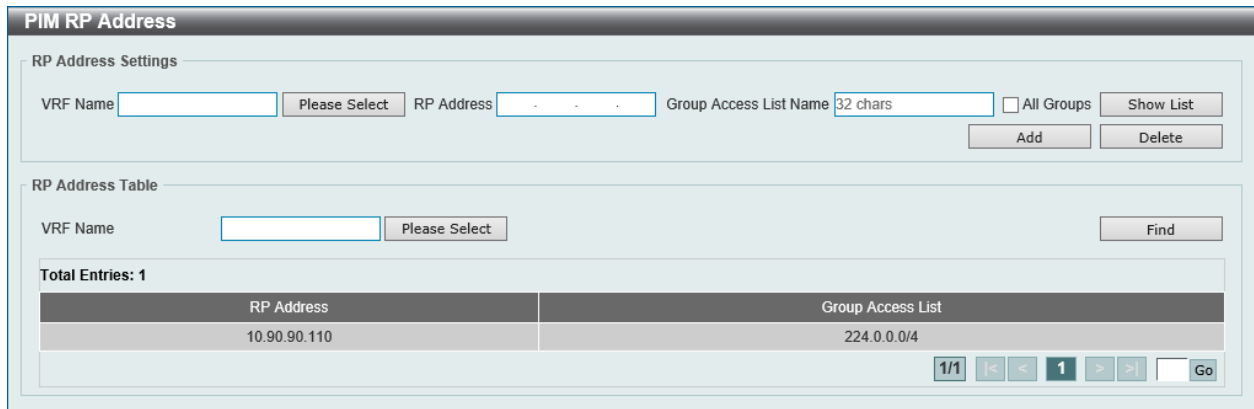 PIM RP Address
RP Address Settings
VRF Name Please Select RP Address . . . Group Access List Name 32 chars All Groups Show List
Add Delete
RP Address Table
VRF Name Please Select Find
Total Entries: 1
RP Address Group Access List
10.90.90.110 224.0.0.0/4
1/1 |< < 1 > >| Go